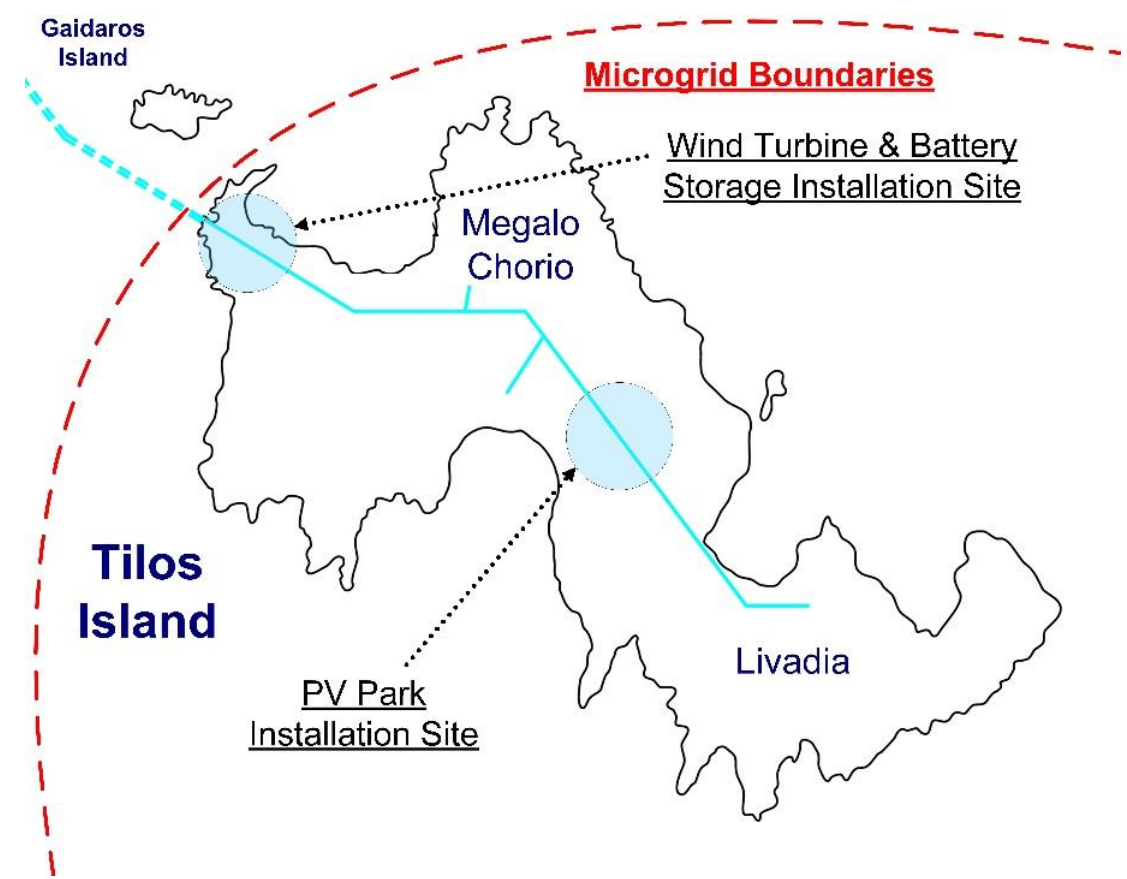 Gaidaros
Island
Microgrid Boundaries
Wind Turbine & Battery
Storage Installation Site
Megalo
Chorio
Tilos
Island
Livadia
PV Park
Installation Site